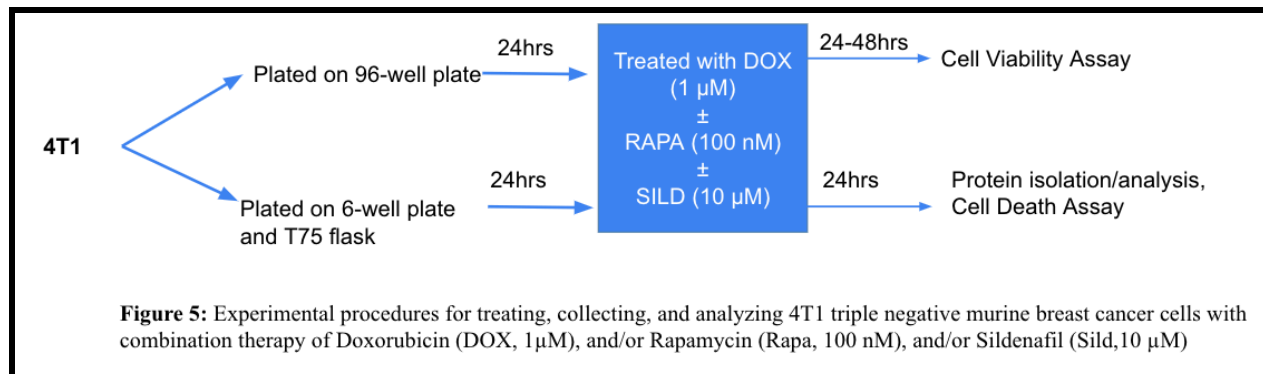 24hrs
Plated on 96-well plate
4T1
24hrs
Plated on 6-well plate
and T75 flask
Treated with DOX
(1 µM)
±
RAPA (100 nM)
±
SILD (10 µM)
24-48hrs
Cell Viability Assay
24hrs
Protein isolation/analysis,
Cell Death Assay
Figure 5: Experimental procedures for treating, collecting, and analyzing 4T1 triple negative murine breast cancer cells with
combination therapy of Doxorubicin (DOX, 1µM), and/or Rapamycin (Rapa, 100 nM), and/or Sildenafil (Sild,10 µM)